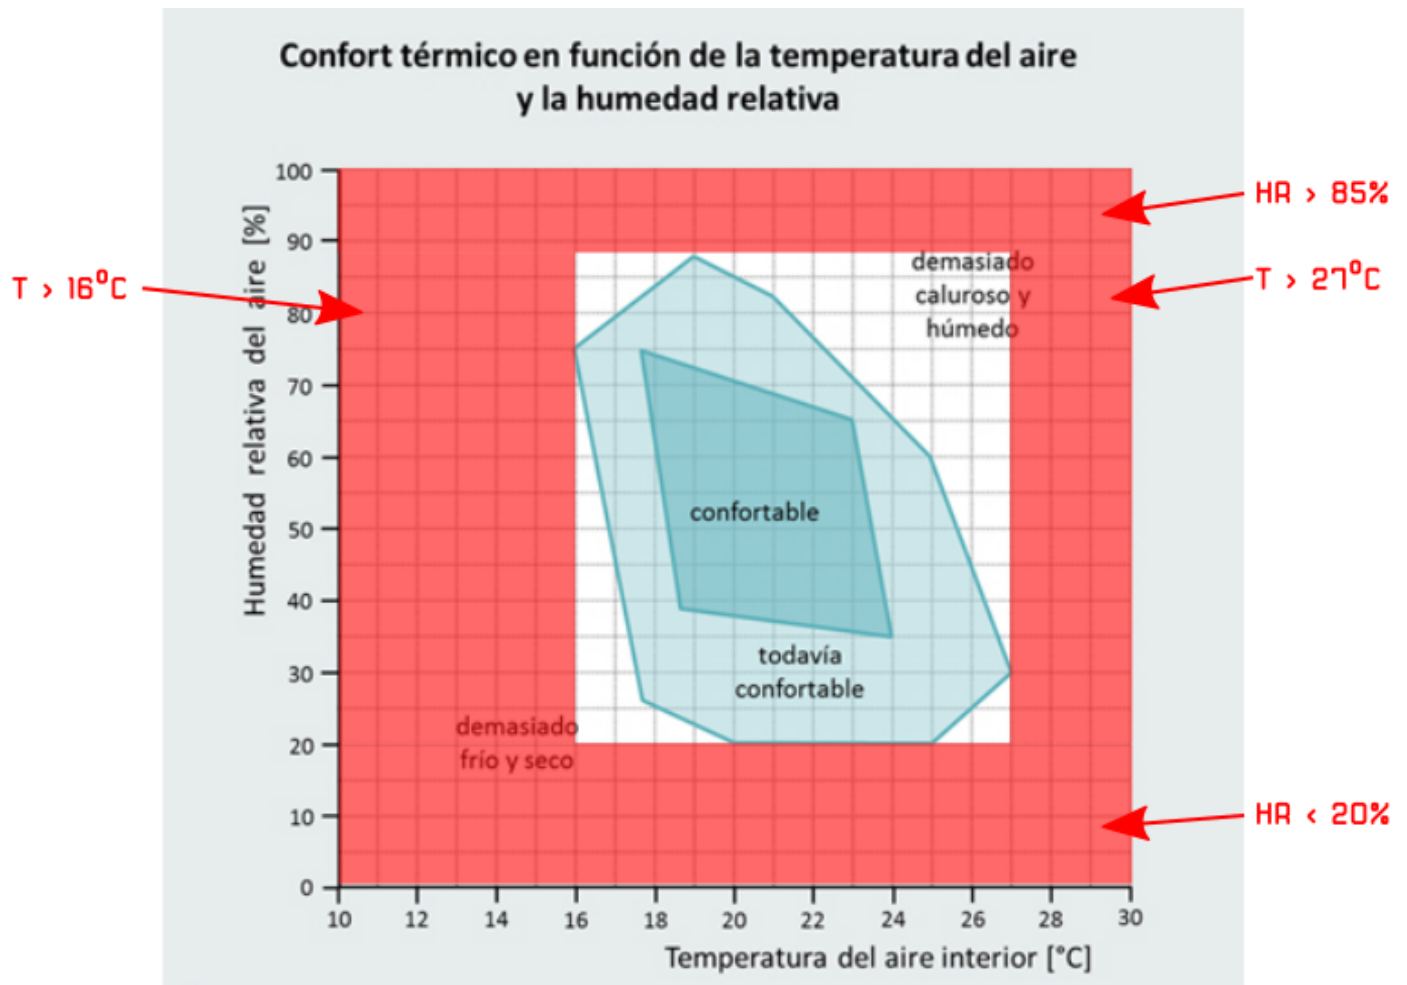 Confort térmico en función de la temperatura del aire
y la humedad relativa
Humedad relativa del aire [%]
100
90
80
70
60
50
40
30
20
10
0
HR > 85%
T > 16°C
T > 27°C
demasiado
caluroso y
húmedo
confortable
todavía
confortable
demasiado
frío y seco
HR < 20%
10 12 14 16 18 20 22 24 26 28 30
Temperatura del aire interior [°C]